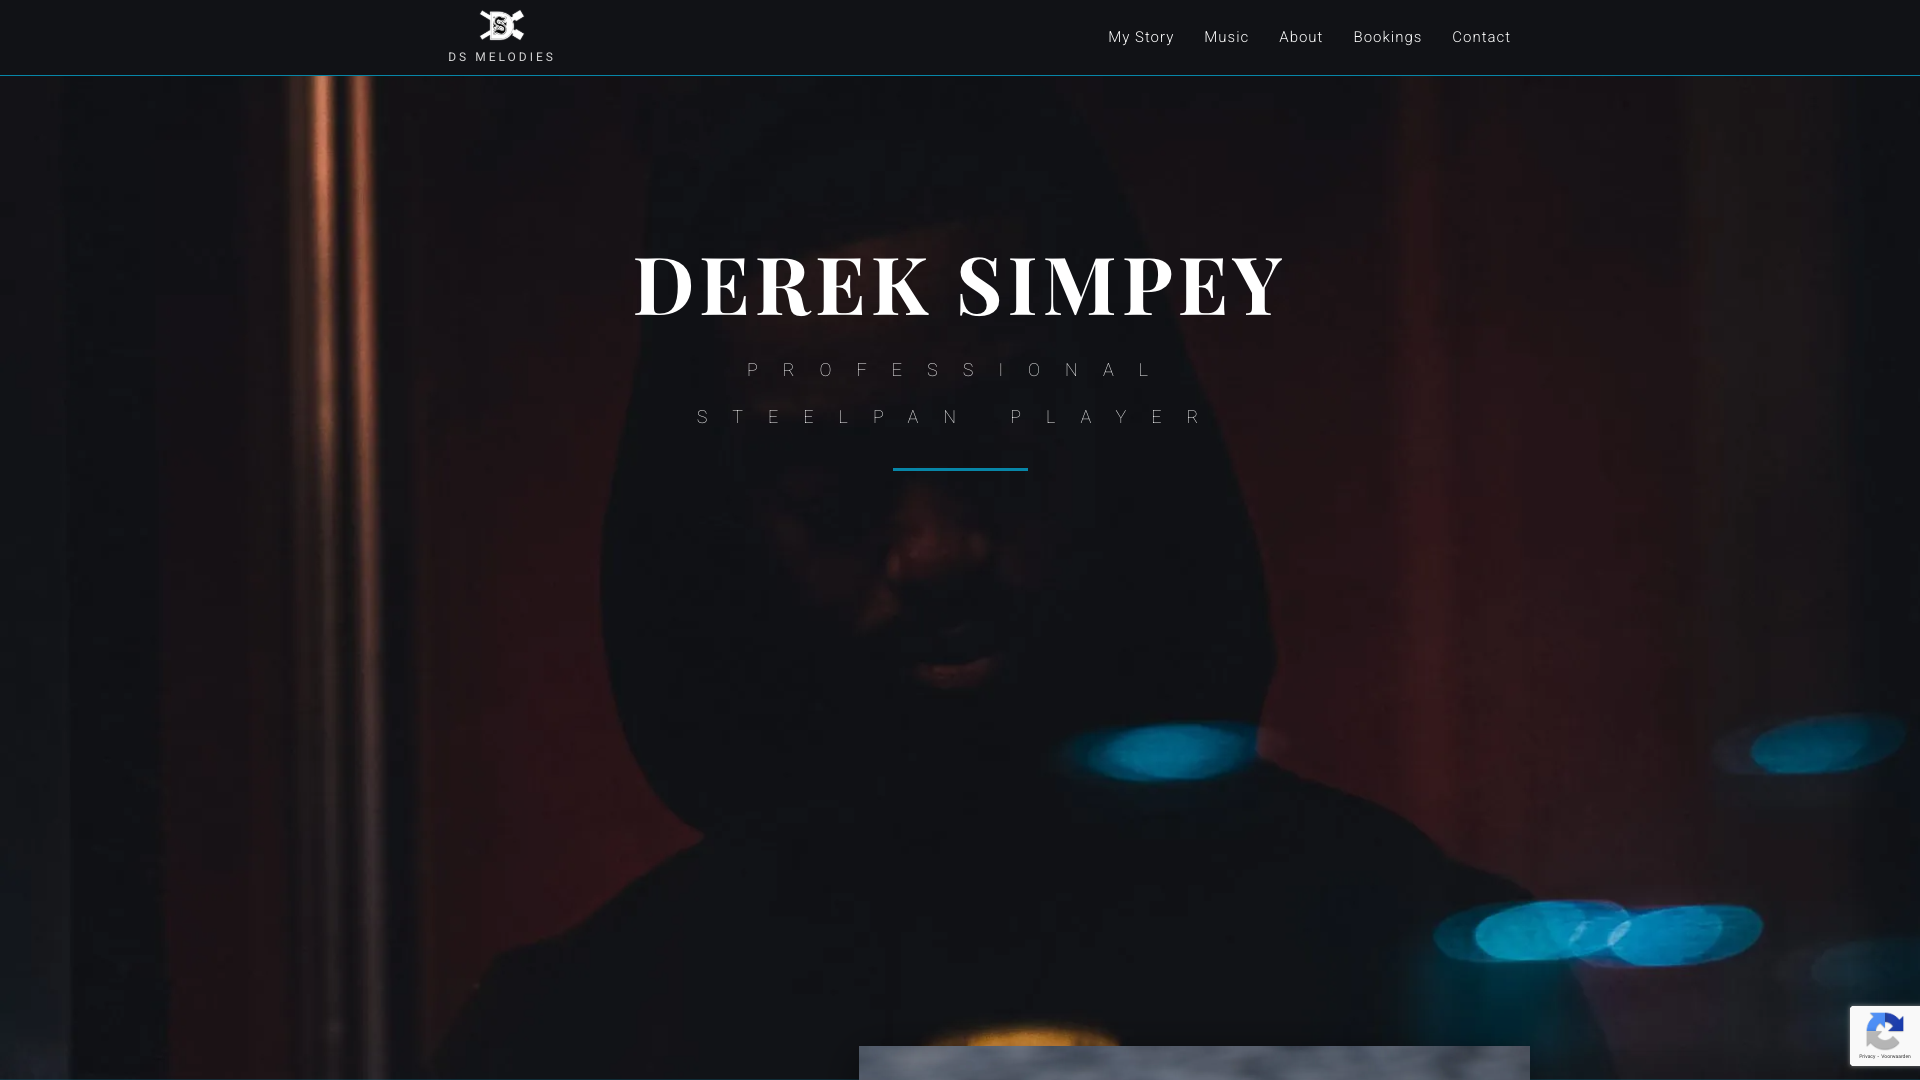 DS MELODIES
My Story
Music
About
Bookings
Contact
DEREK SIMPEY
PROFESSIONAL
STEELPAN PLAYER
Privacy - Voorwaarden